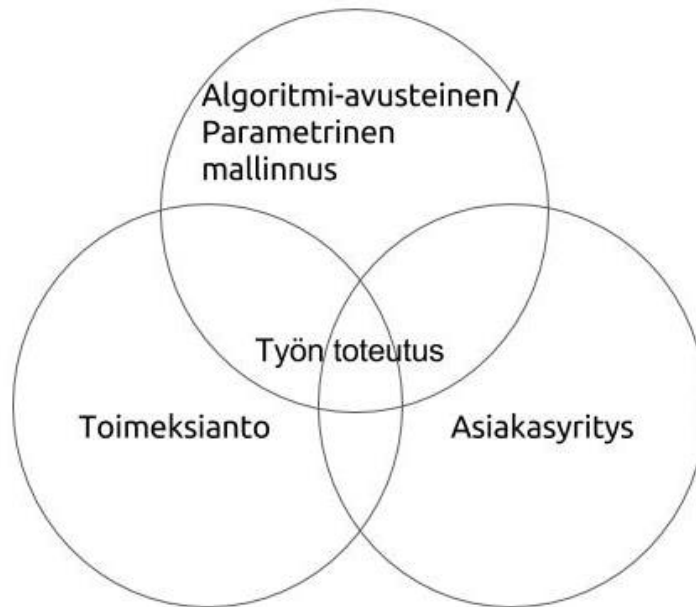 Algoritmi-avusteinen /
Parametrinen
mallinnus
Työn toteutus
Toimeksianto
Asiakasyritys